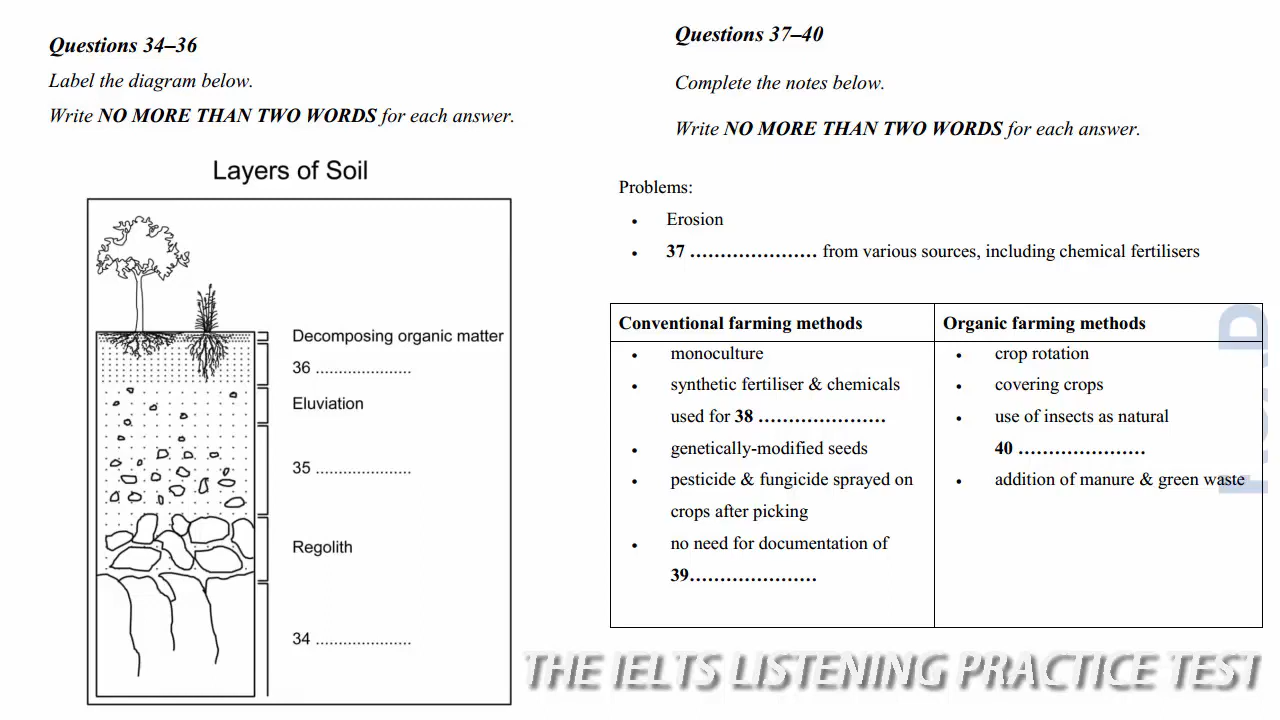 Questions 34–36
Label the diagram below.
Write NO MORE THAN TWO WORDS for each answer.
Layers of Soil
Decomposing organic matter
36 .....................
Eluviation
35 .....................
Regolith
34 .....................
Questions 37–40
Complete the notes below.
Write NO MORE THAN TWO WORDS for each answer.
Problems:
• Erosion
• 37 ………………… from various sources, including chemical fertilisers
Conventional farming methods
• monoculture
• synthetic fertiliser & chemicals
used for 38 …………………
• genetically-modified seeds
• pesticide & fungicide sprayed on
crops after picking
• no need for documentation of
39…………………
Organic farming methods
• crop rotation
• covering crops
• use of insects as natural
40 …………………
• addition of manure & green waste
THE IELTS LISTENING PRACTICE TEST